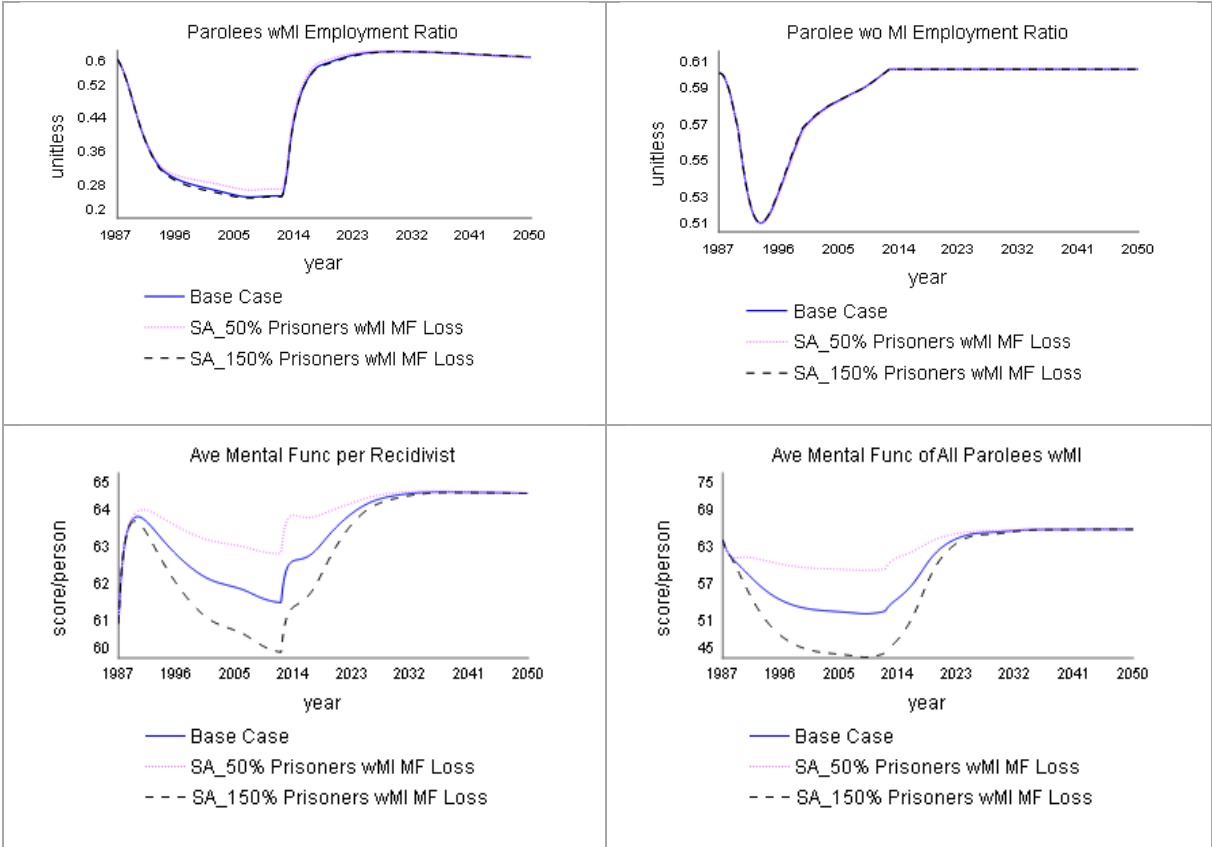 Parolees wMI Employment Ratio
0.6
0.52
0.44
0.36
0.28
0.2
unitless
1987 1996 2005 2014 2023 2032 2041 2050
year
Base Case
SA_50% Prisoners wMI MF Loss
SA_150% Prisoners wMI MF Loss
Parolee wo MI Employment Ratio
0.61
0.59
0.57
0.55
0.53
0.51
unitless
1987 1996 2005 2014 2023 2032 2041 2050
year
Base Case
SA_50% Prisoners wMI MF Loss
SA_150% Prisoners wMI MF Loss
Ave Mental Func per Recidivist
65
64
63
62
61
60
score/person
1987 1996 2005 2014 2023 2032 2041 2050
year
Base Case
SA_50% Prisoners wMI MF Loss
SA_150% Prisoners wMI MF Loss
Ave Mental Func of All Parolees wMI
75
69
63
57
51
45
score/person
1987 1996 2005 2014 2023 2032 2041 2050
year
Base Case
SA_50% Prisoners wMI MF Loss
SA_150% Prisoners wMI MF Loss